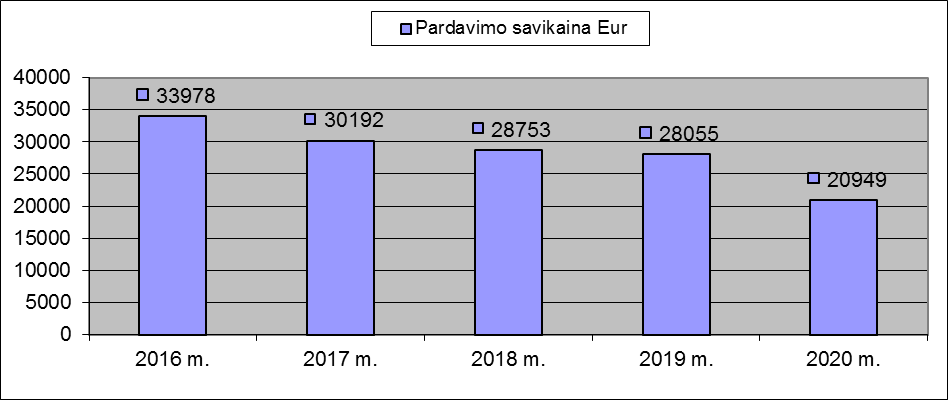 Pardavimo savikaina Eur
40000
35000
30000
25000
20000
15000
10000
5000
0
33978
30192
28753
28055
20949
2016 m.
2017 m.
2018 m.
2019 m.
2020 m.